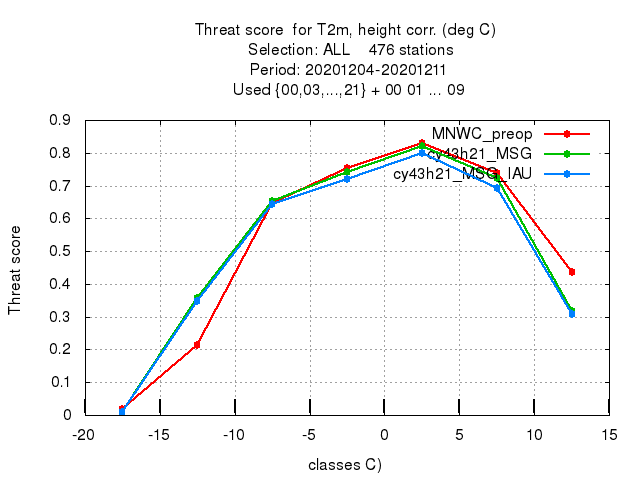 Threat score  for T2m, height corr. (deg C)
Selection: ALL    476 stations
Period: 20201204-20201211
Used {00,03,...,21} + 00 01 ... 09
MNWC_preop
cy43h21_MSG
cy43h21_MSG_IAU
Threat score
0.9
0.8
0.7
0.6
0.5
0.4
0.3
0.2
0.1
0
-20 -15 -10 -5 0 5 10 15
classes C)